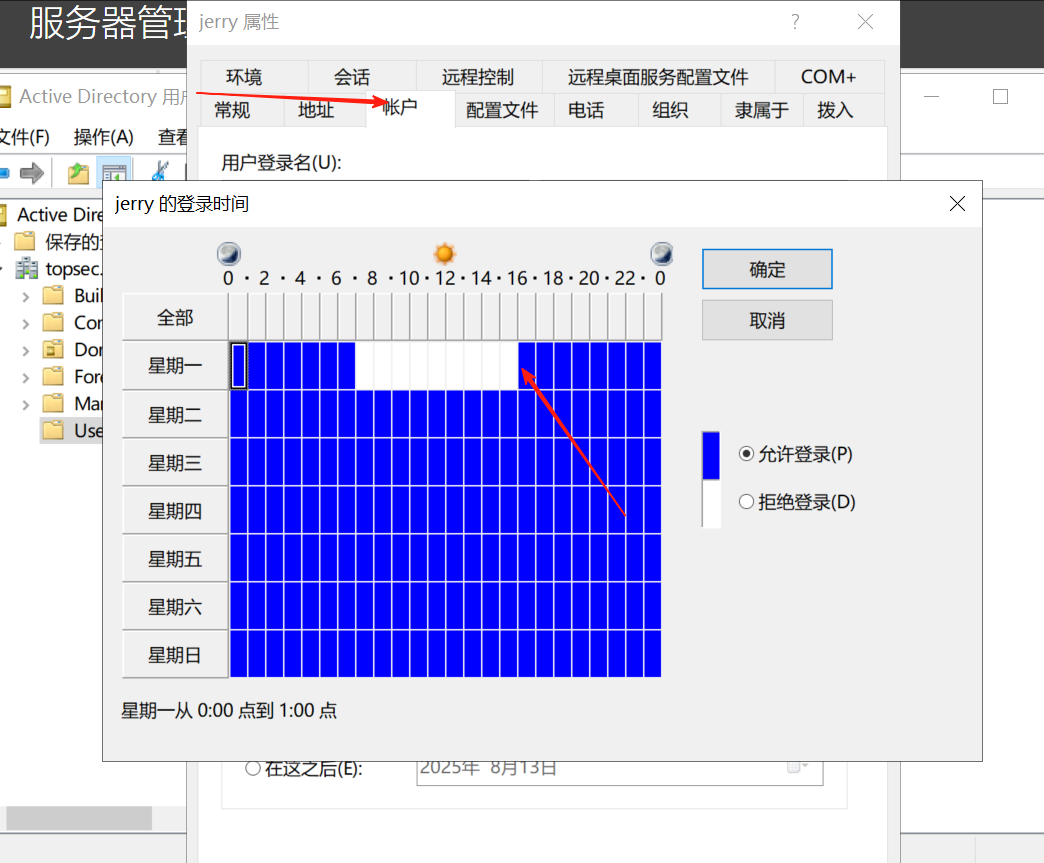 服务器管理
jerry 属性
?
环境 会话 远程控制 远程桌面服务配置文件 COM+
Active Directory 用户
常规 地址 帐户 配置文件 电话 组织 隶属于 拨入
文件(F) 操作(A) 查看
用户登录名(U):
jerry 的登录时间
Active Dire
保存的
topsec.
Buil
Con
Dor
Fore
Mar
Use
0 · 2 · 4 · 6 · 8 · 10 · 12 · 14 · 16 · 18 · 20 · 22 · 0
全部
星期一
星期二
星期三
星期四
星期五
星期六
星期日
确定
取消
允许登录(P)
拒绝登录(D)
星期一从 0:00 点到 1:00 点
在这之后(E): 2025年 8月13日